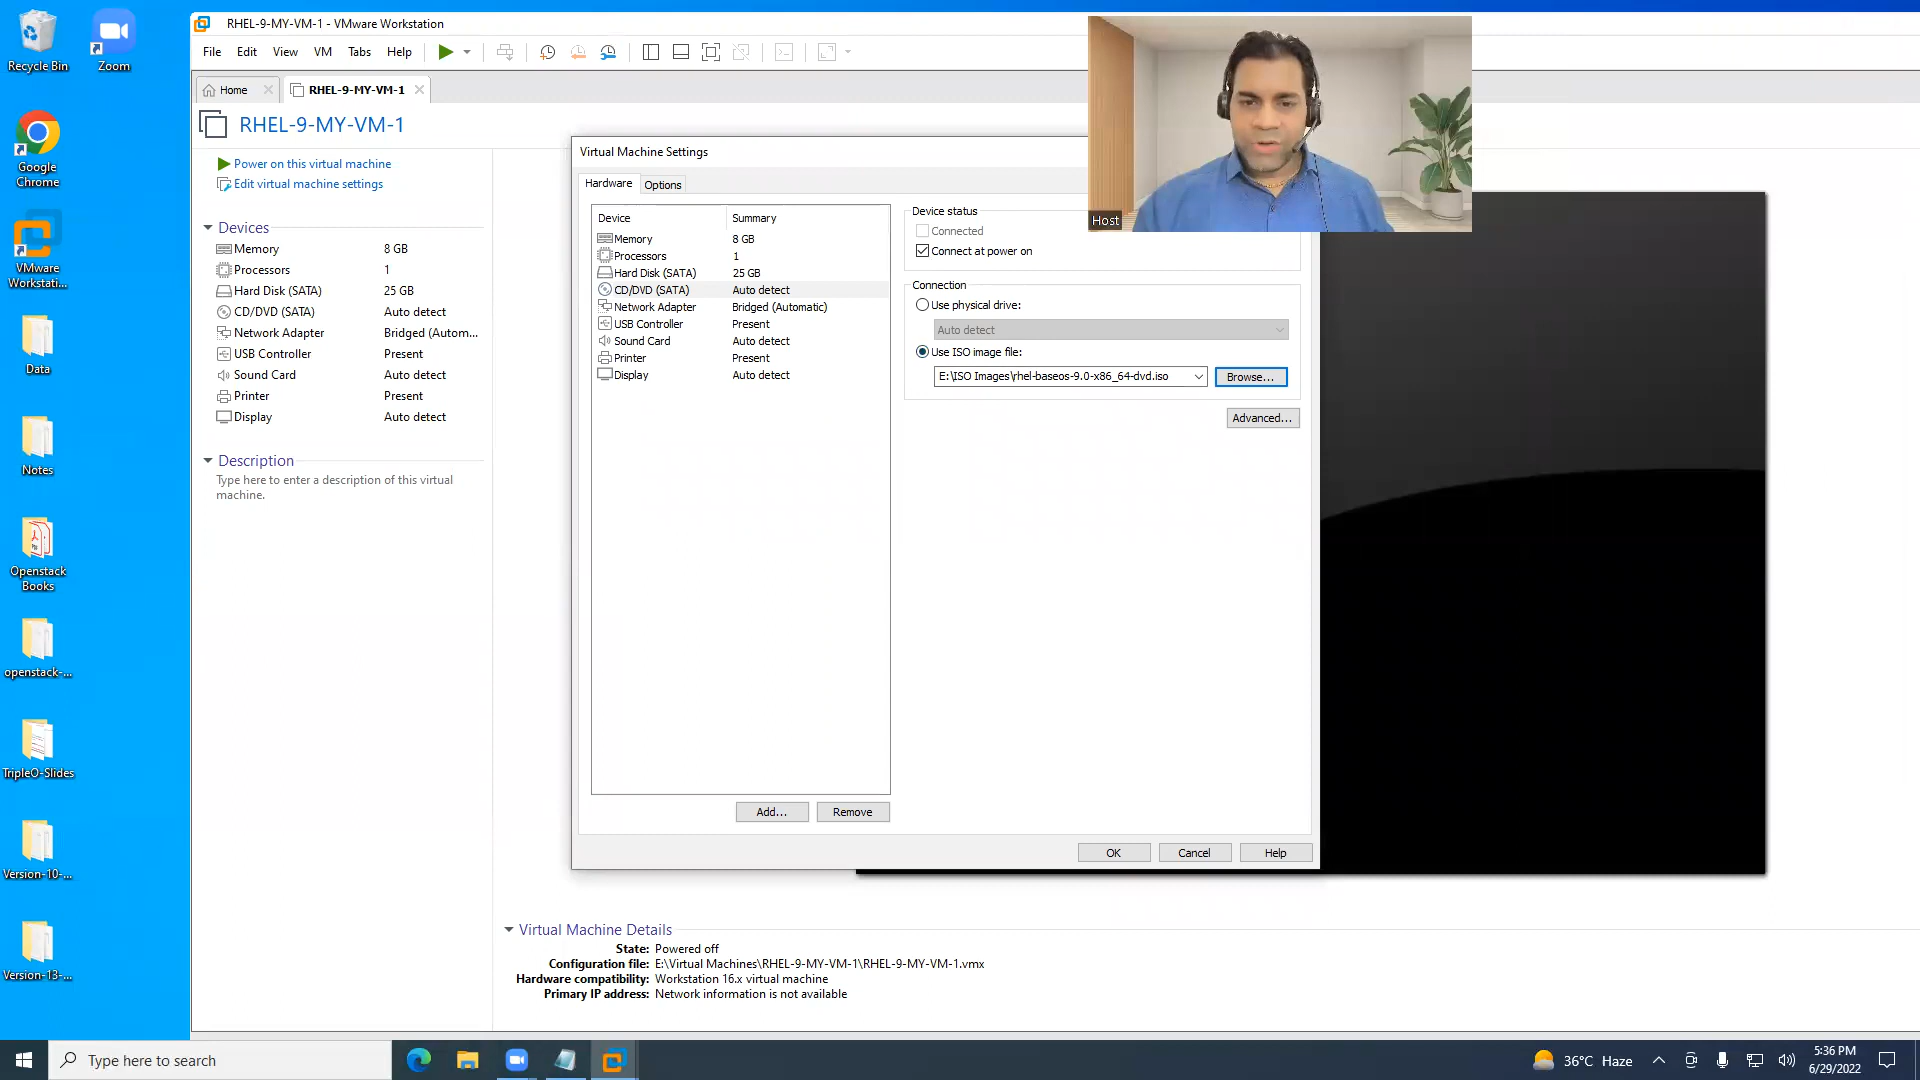 Recycle Bin
Zoom
Google
Chrome
VMware
Workstati...
Data
Notes
Openstack
Books
openstack-...
TripleO-Slides
Version-10-...
Version-13-...
RHEL-9-MY-VM-1 - VMware Workstation
File Edit View VM Tabs Help
Home
RHEL-9-MY-VM-1
RHEL-9-MY-VM-1
Power on this virtual machine
Edit virtual machine settings
Devices
Memory 8 GB
Processors 1
Hard Disk (SATA) 25 GB
CD/DVD (SATA) Auto detect
Network Adapter Bridged (Autom...
USB Controller Present
Sound Card Auto detect
Printer Present
Display Auto detect
Description
Type here to enter a description of this virtual
machine.
Virtual Machine Settings
Hardware Options
Device Summary
Memory 8 GB
Processors 1
Hard Disk (SATA) 25 GB
CD/DVD (SATA) Auto detect
Network Adapter Bridged (Automatic)
USB Controller Present
Sound Card Auto detect
Printer Present
Display Auto detect
Add... Remove
Device status
Connected
Connect at power on
Connection
Use physical drive:
Auto detect
Use ISO image file:
E:\ISO Images\rhel-baseos-9.0-x86_64-dvd.iso Browse...
Advanced...
OK Cancel Help
Host
Virtual Machine Details
State: Powered off
Configuration file: E:\Virtual Machines\RHEL-9-MY-VM-1\RHEL-9-MY-VM-1.vmx
Hardware compatibility: Workstation 16.x virtual machine
Primary IP address: Network information is not available
Type here to search
36°C Haze
5:36 PM
6/29/2022